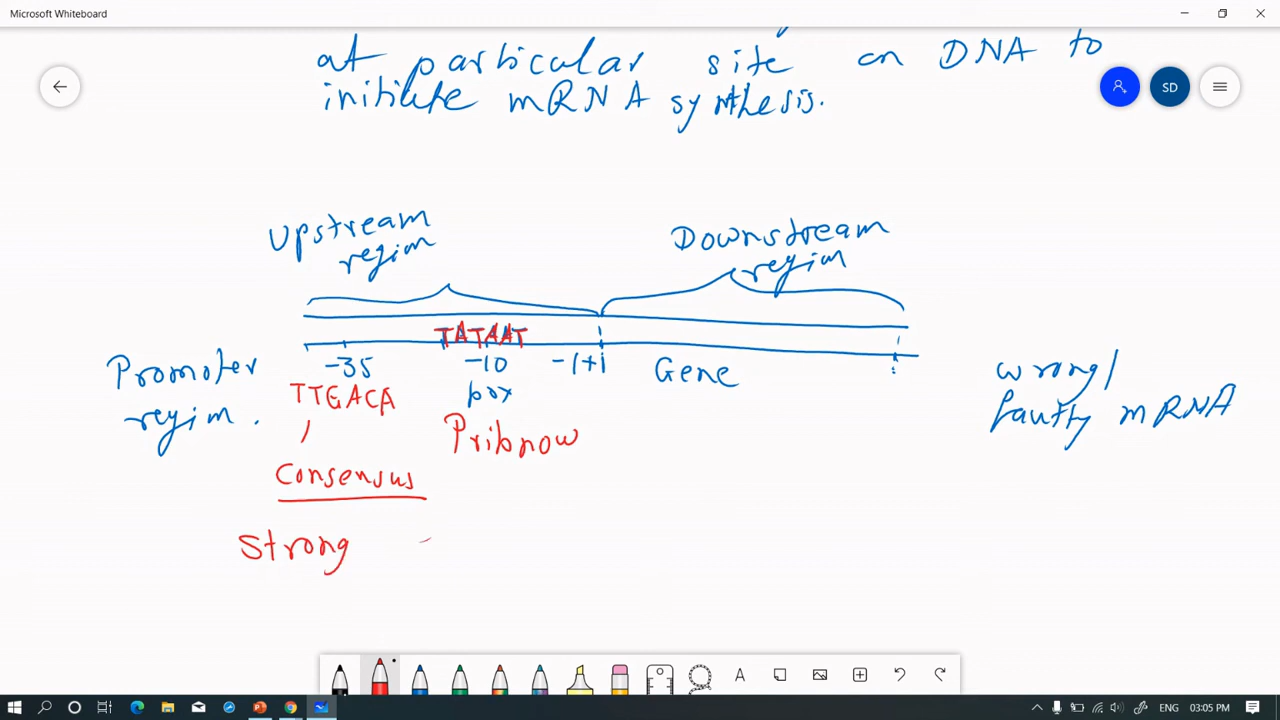 Microsoft Whiteboard
at particular site on DNA to
initiate mRNA synthesis.
SD
Upstream
region
Downstream
region
TATAAT
-35
-10
-1+1
Gene
Promoter
region.
TTGACA
box
Pribnow
wrong/
faulty mRNA
Consensus
Strong
A
ENG
03:05 PM